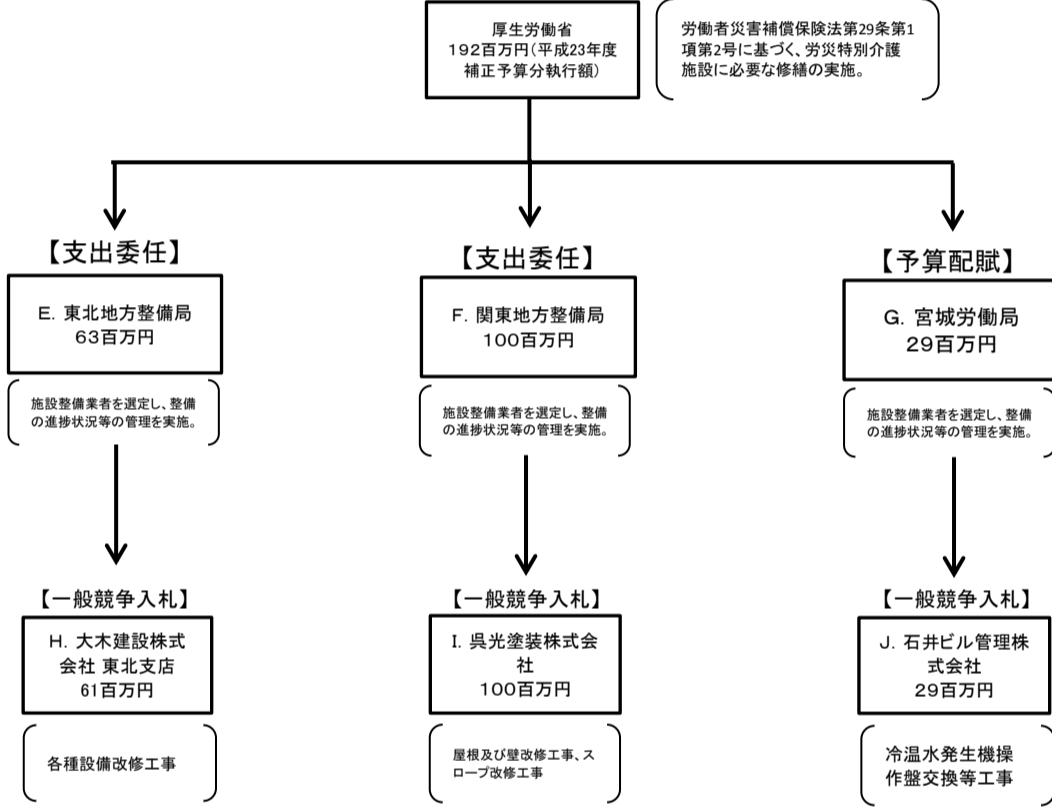 厚生労働省
192百万円(平成23年度
補正予算分執行額)
労働者災害補償保険法第29条第1
項第2号に基づく、労災特別介護
施設に必要な修繕の実施。
【支出委任】
E. 東北地方整備局
63百万円
施設整備業者を選定し、整備
の進捗状況等の管理を実施。
【一般競争入札】
H. 大木建設株式
会社 東北支店
61百万円
各種設備改修工事
【支出委任】
F. 関東地方整備局
100百万円
施設整備業者を選定し、整備
の進捗状況等の管理を実施。
【一般競争入札】
I. 呉光塗装株式会
社
100百万円
屋根及び壁改修工事、ス
ロープ改修工事
【予算配賦】
G. 宮城労働局
29百万円
施設整備業者を選定し、整備
の進捗状況等の管理を実施。
【一般競争入札】
J. 石井ビル管理株
式会社
29百万円
冷温水発生機操
作盤交換等工事